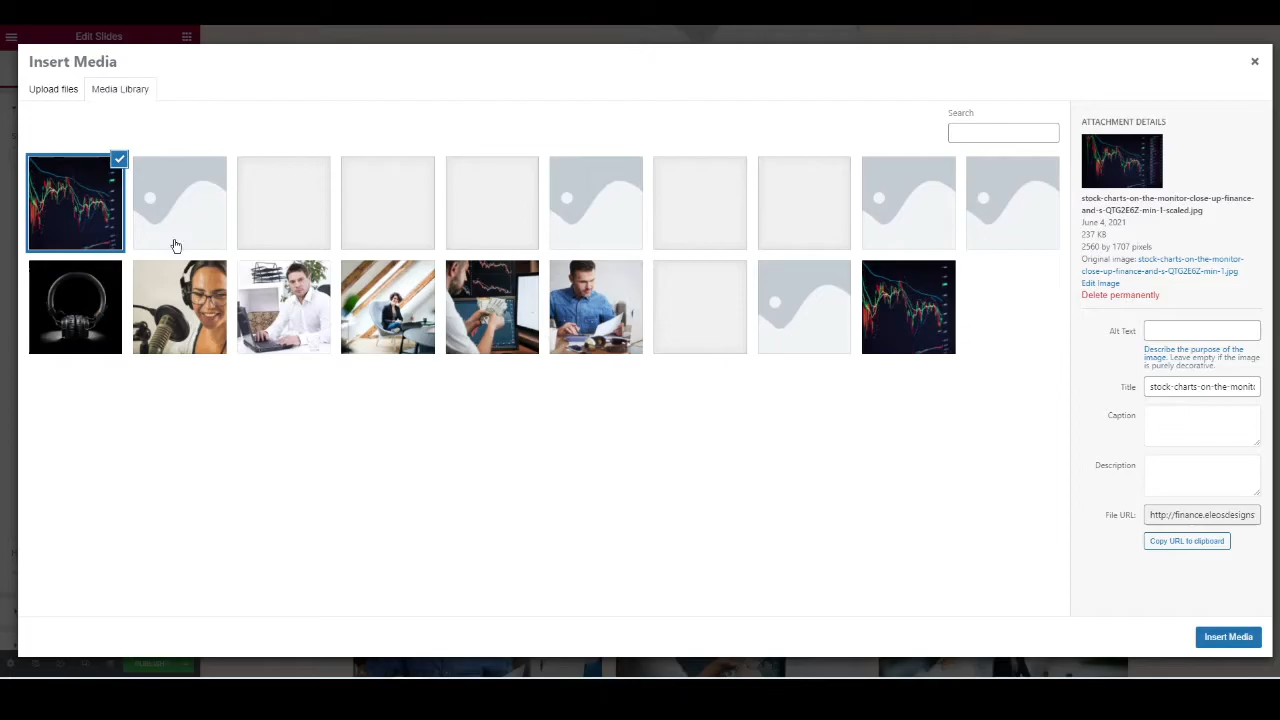 Edit Slides
Insert Media
Upload files
Media Library
Search
ATTACHMENT DETAILS
stock-charts-on-the-monitor-close-up-finance-
and-s-QTG2E6Z-min-1-scaled.jpg
June 4, 2021
237 KB
2560 by 1707 pixels
Original image: stock-charts-on-the-monitor-
close-up-finance-and-s-QTG2E6Z-min-1.jpg
Edit Image
Delete permanently
Alt Text
Describe the purpose of the
image. Leave empty if the image
is purely decorative.
Title
stock-charts-on-the-monito
Caption
Description
File URL:
http://finance.eleosdesigns
Copy URL to clipboard
Insert Media
PUBLISH